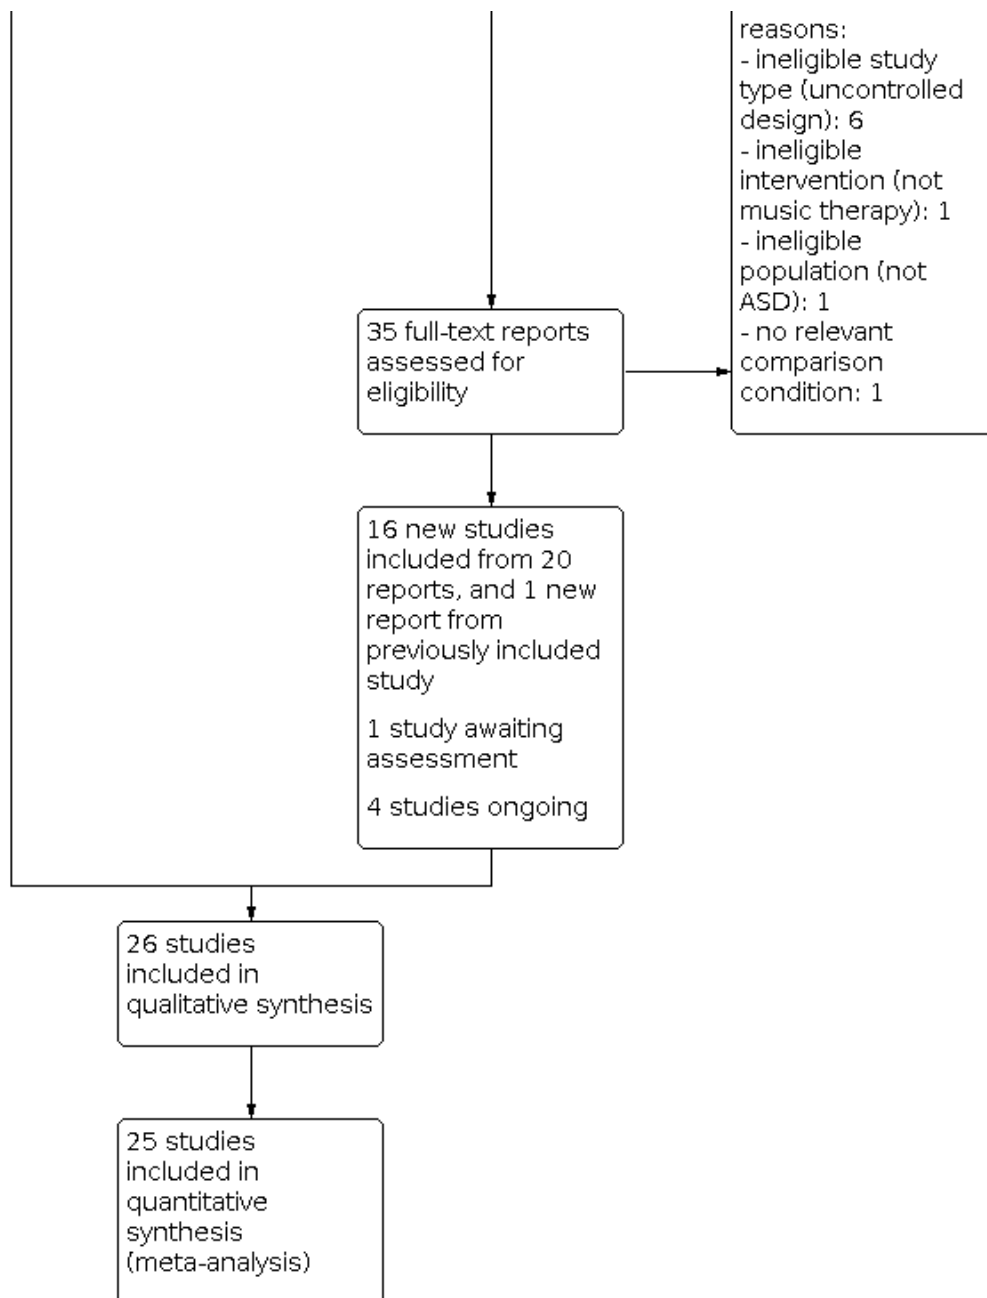 reasons:
- ineligible study
type (uncontrolled
design): 6
- ineligible
intervention (not
music therapy): 1
- ineligible
population (not
ASD): 1
- no relevant
comparison
condition: 1
35 full-text reports
assessed for
eligibility
16 new studies
included from 20
reports, and 1 new
report from
previously included
study
1 study awaiting
assessment
4 studies ongoing
26 studies
included in
qualitative synthesis
25 studies
included in
quantitative
synthesis
(meta-analysis)